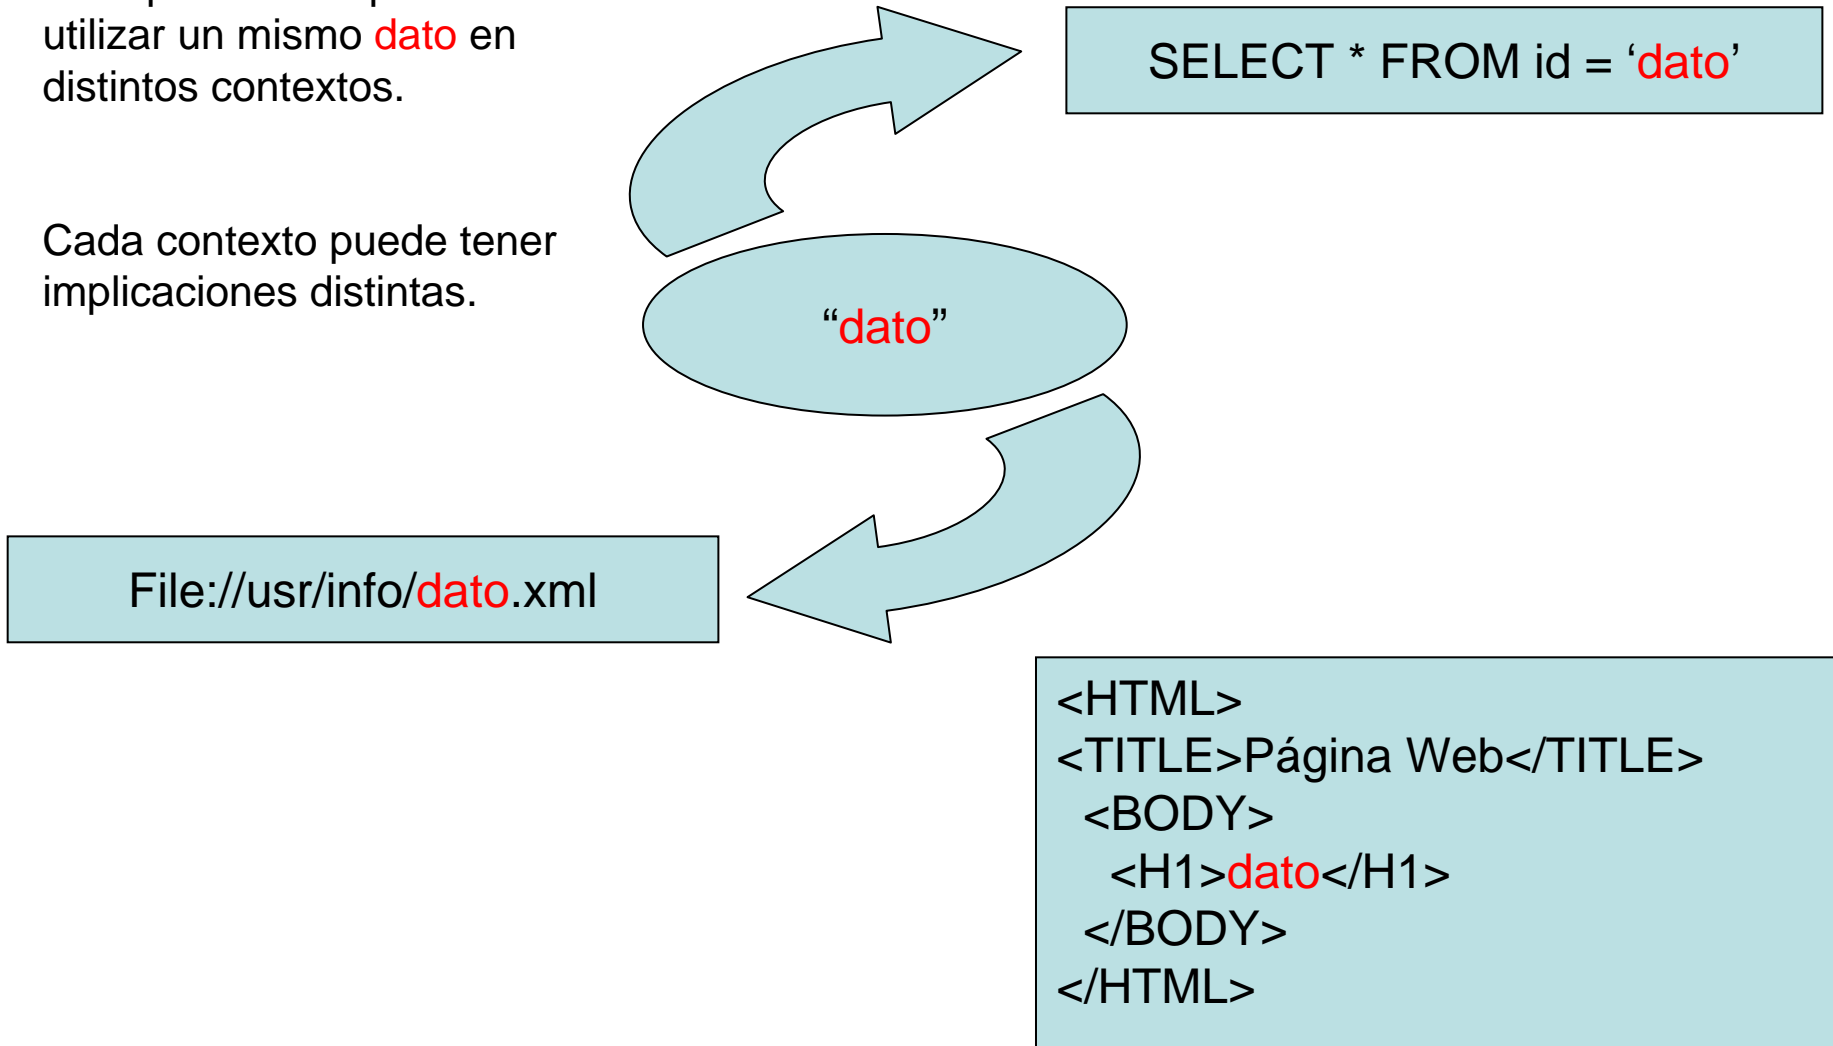 utilizar un mismo dato en
distintos contextos.
SELECT * FROM id = ‘dato’
Cada contexto puede tener
implicaciones distintas.
“dato”
File://usr/info/dato.xml
<HTML>
<TITLE>Página Web</TITLE>
<BODY>
<H1>dato</H1>
</BODY>
</HTML>